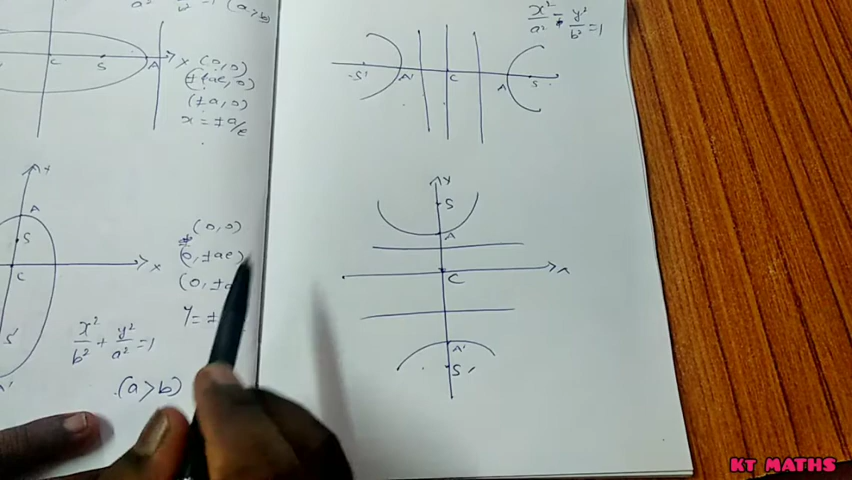 (a>b)
C S A X
(0,0)
(±ae,0)
(±a,0)
x=±a/e
Y
A
S
C X
S'
A'
(0,0)
(0,±ae)
(0,±a
Y=±
x²/b² + y²/a² =1
(a>b)
x²/a² - y²/b² =1
S' A' C A S
Y
S
A
C
A'
S'
KT MATHS